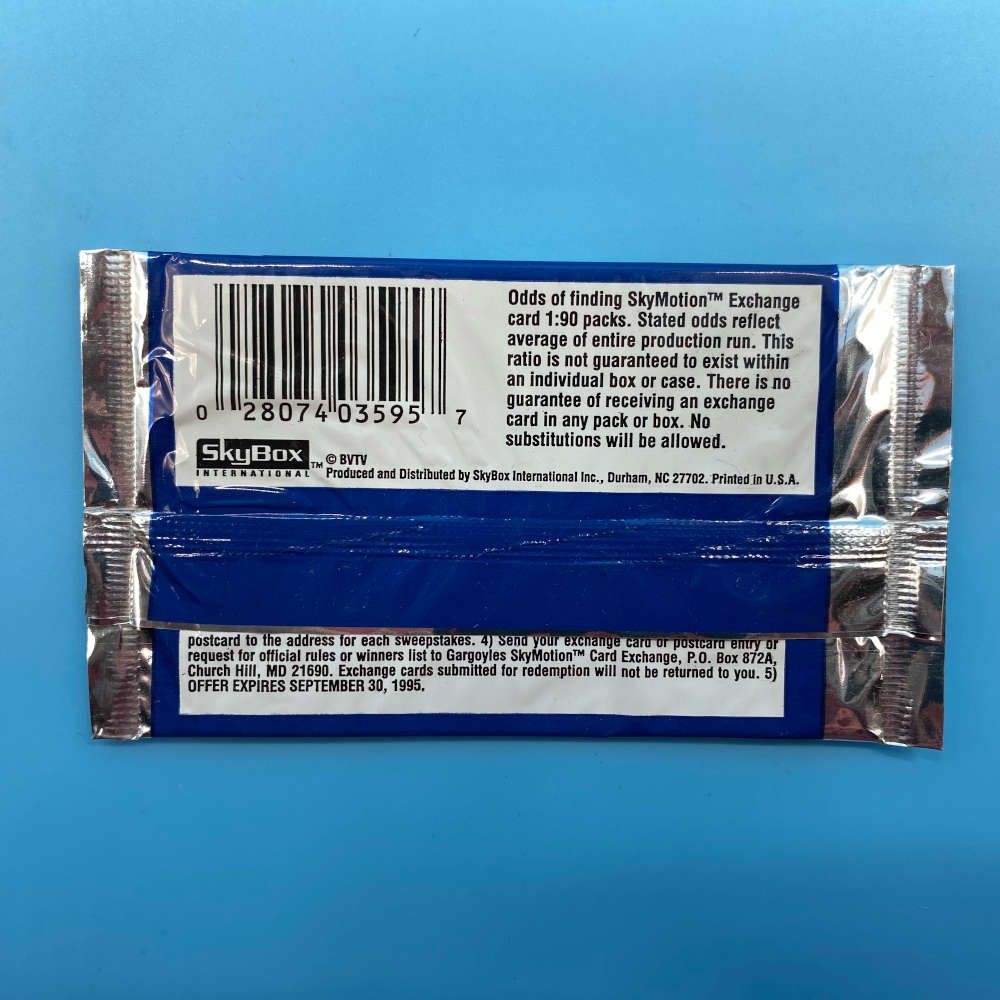 0 28074 03595 7
SkyBox TM
INTERNATIONAL
© BVTV
Produced and Distributed by SkyBox International Inc., Durham, NC 27702. Printed in U.S.A.
Odds of finding SkyMotion™ Exchange
card 1:90 packs. Stated odds reflect
average of entire production run. This
ratio is not guaranteed to exist within
an individual box or case. There is no
guarantee of receiving an exchange
card in any pack or box. No
substitutions will be allowed.
postcard to the address for each sweepstakes. 4) Send your exchange card or postcard entry or
request for official rules or winners list to Gargoyles SkyMotion™ Card Exchange, P.O. Box 872A,
Church Hill, MD 21690. Exchange cards submitted for redemption will not be returned to you. 5)
OFFER EXPIRES SEPTEMBER 30, 1995.